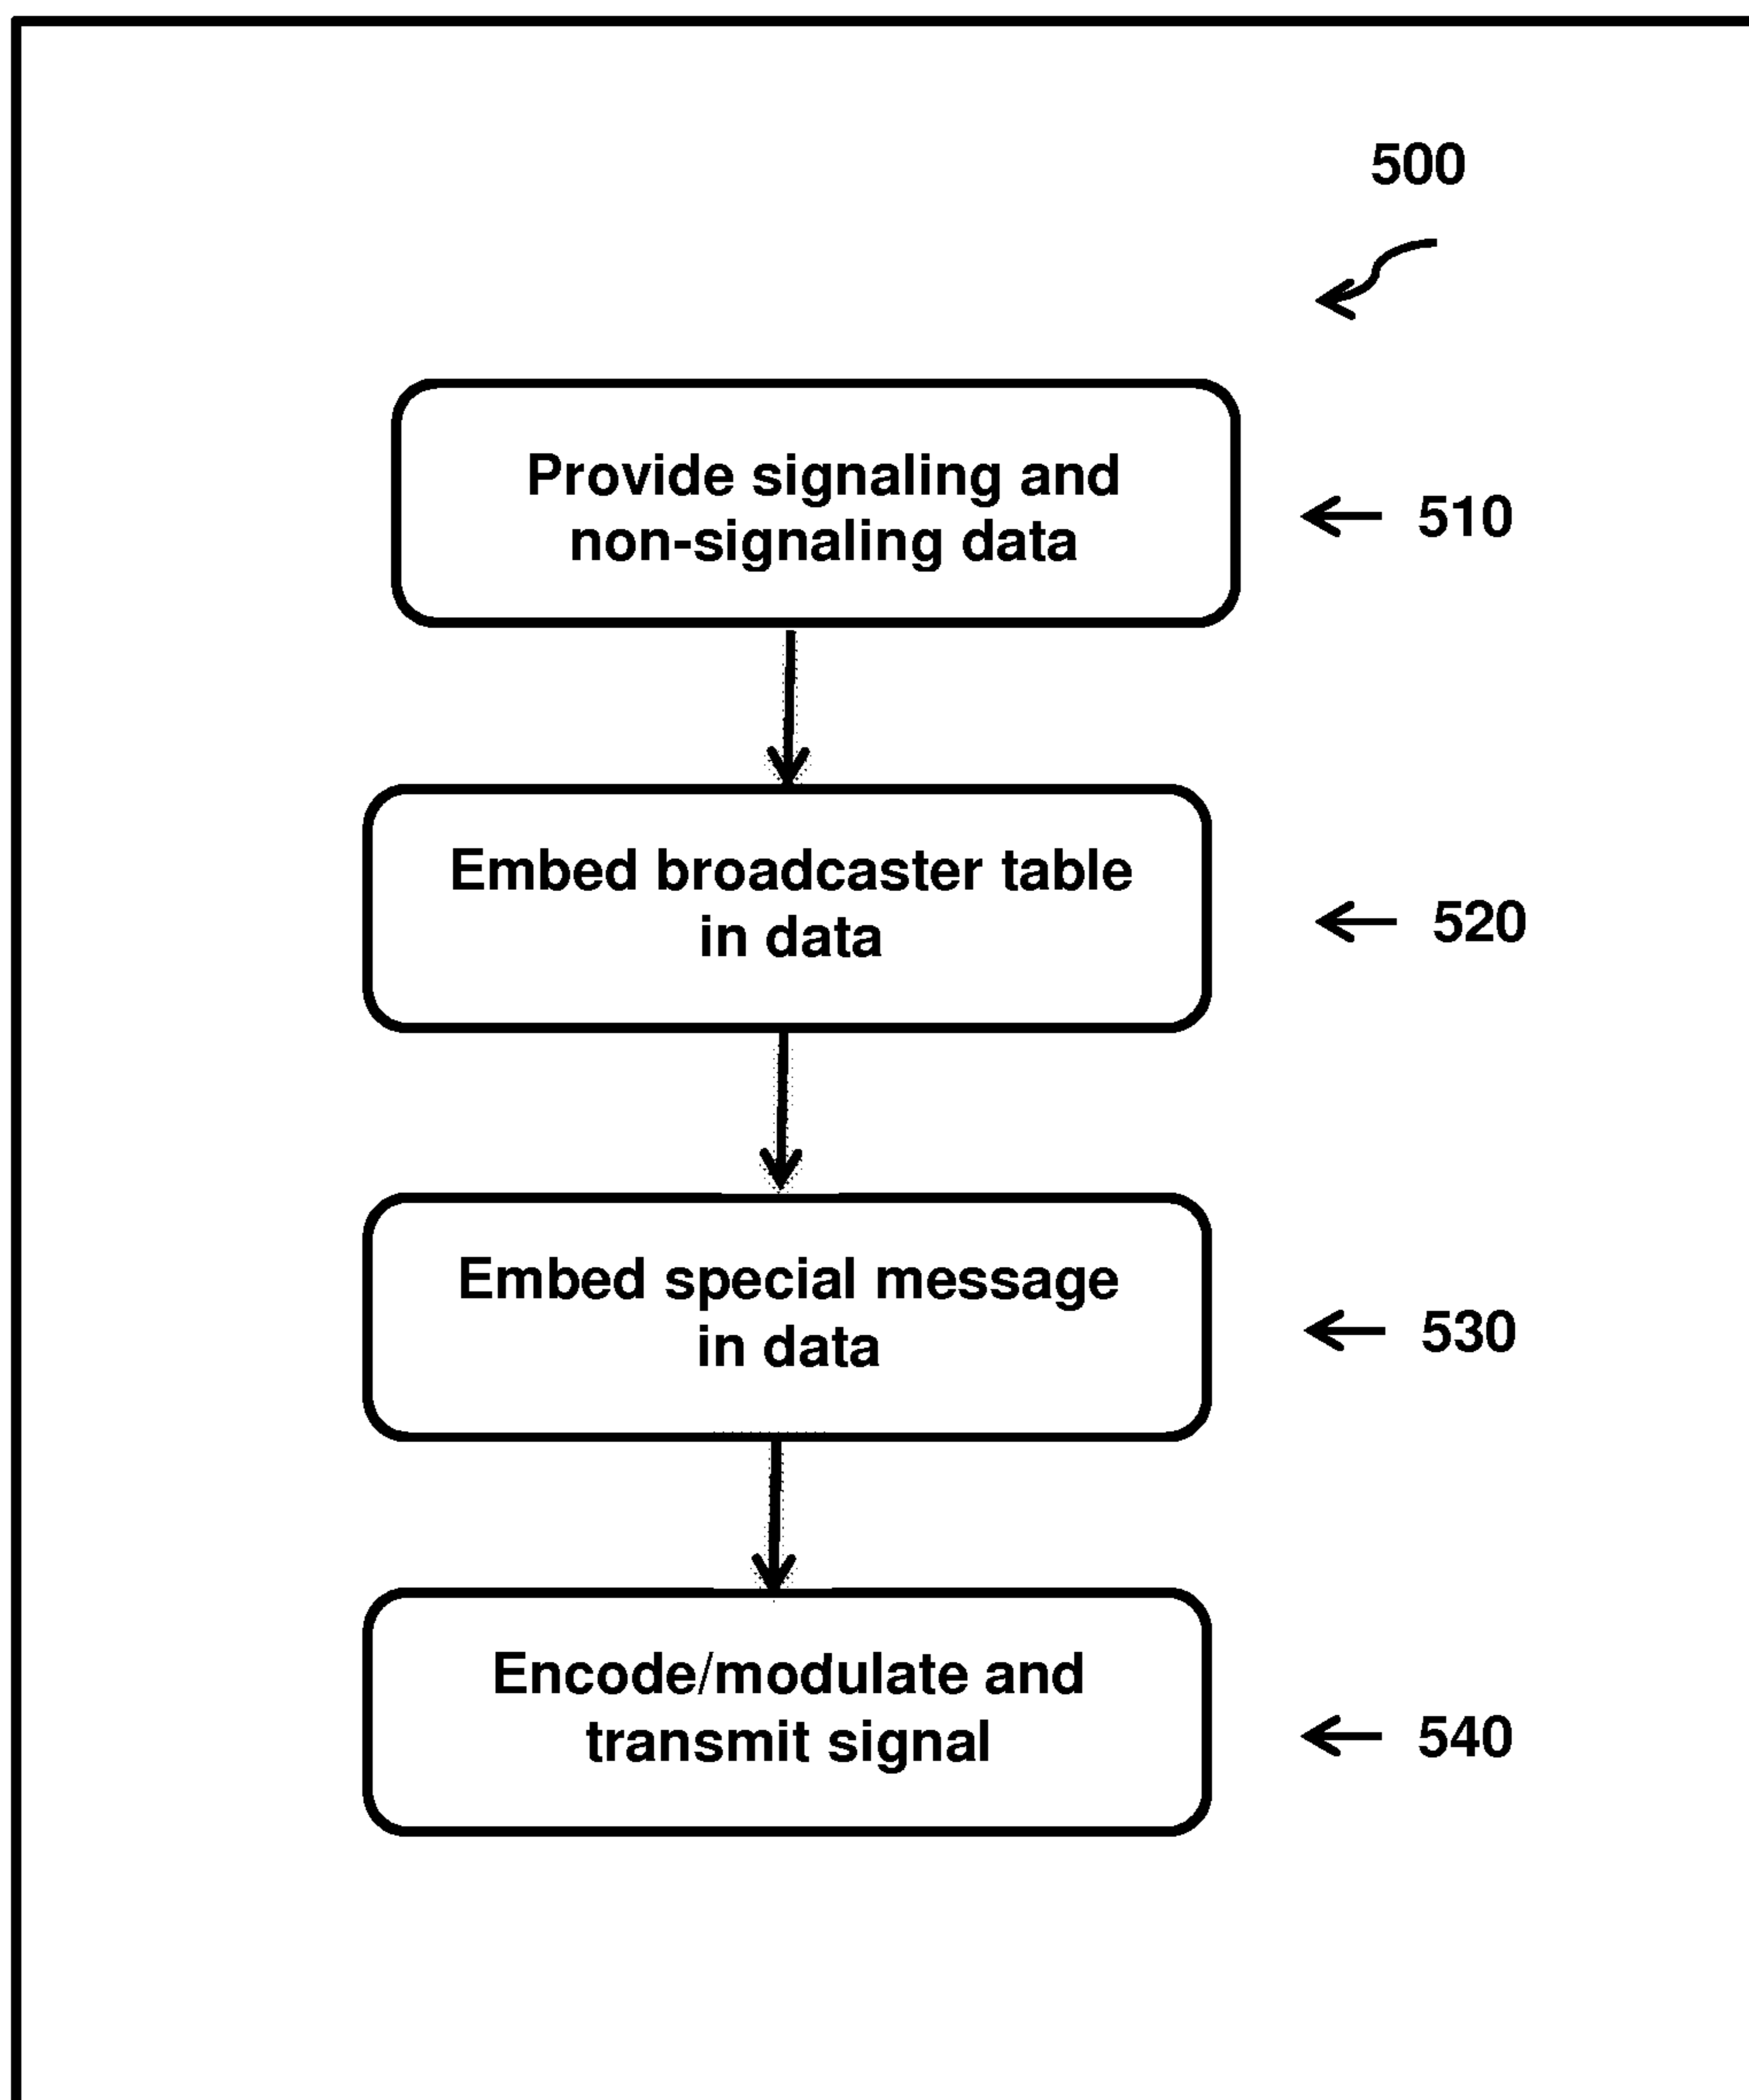 500
Provide signaling and
non-signaling data
510
Embed broadcaster table
in data
520
Embed special message
in data
530
Encode/modulate and
transmit signal
540